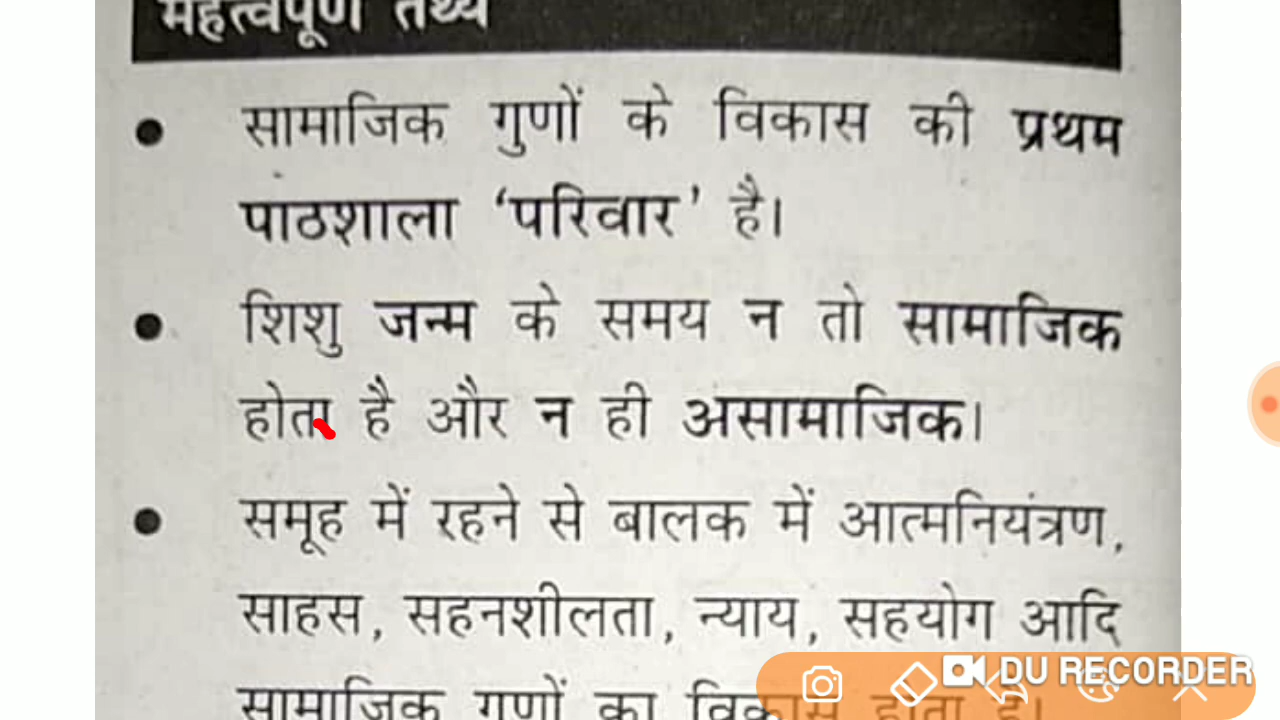 महत्वपूर्ण तथ्य
• सामाजिक गुणों के विकास की प्रथम
पाठशाला ‘परिवार’ है।
• शिशु जन्म के समय न तो सामाजिक
होता है और न ही असामाजिक।
• समूह में रहने से बालक में आत्मनियंत्रण,
साहस, सहनशीलता, न्याय, सहयोग आदि
सामाजिक गुणों का विकास होता है।
DU RECORDER